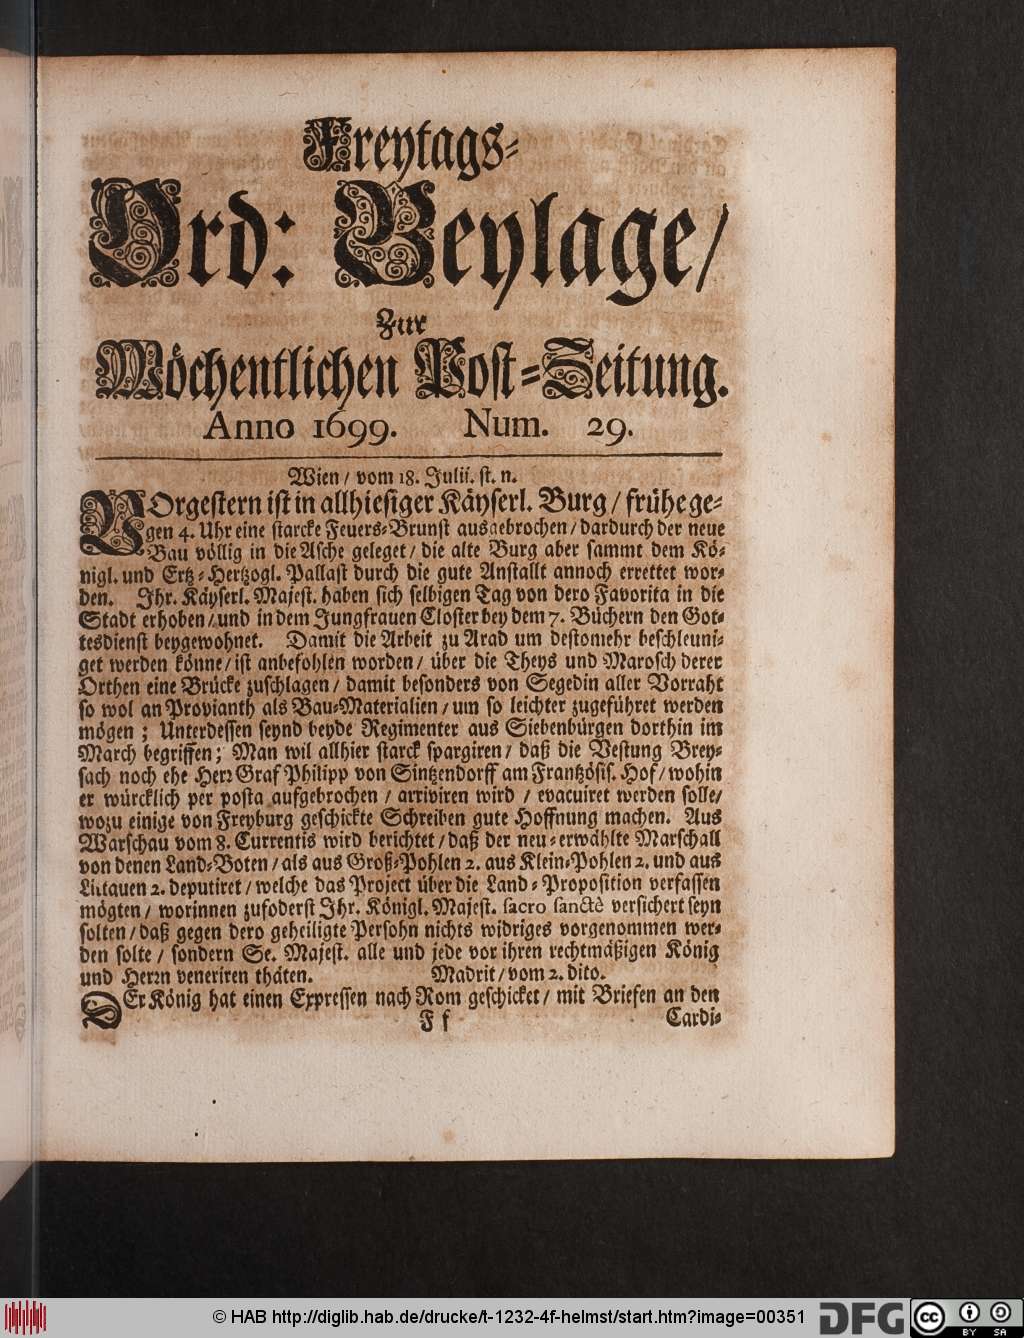 Freytags-
Ord: Beylage/
Zur
Wöchentlichen Post-Zeitung.
Anno 1699. Num. 29.
Wien / vom 18. Julii. st. n.
VOrgestern ist in allhiesiger Käyserl. Burg / frühe ge-
gen 4. Uhr eine starcke Feuers-Brunst ausgebrochen / dardurch der neue
Bau völlig in die Asche geleget / die alte Burg aber sammt dem Kö-
nigl. und Ertz-Hertzogl. Pallast durch die gute Anstallt annoch errettet wor-
den. Ihr. Käyserl. Majest. haben sich selbigen Tag von dero Favorita in die
Stadt erhoben / und in dem Jungfrauen Closter bey dem 7. Büchern den Got-
tesdienst beygewohnet. Damit die Arbeit zu Arad um destomehr beschleuni-
get werden könne / ist anbefohlen worden / über die Theys und Marosch derer
Orthen eine Brücke zuschlagen / damit besonders von Segedin aller Vorraht
so wol an Provianth als Bau-Materialien / um so leichter zugeführet werden
mögen ; Unterdessen seynd beyde Regimenter aus Siebenbürgen dorthin im
March begriffen ; Man wil allhier starck spargiren / daß die Vestung Brey-
sach noch ehe Herr Graf Philipp von Sintzendorff am Frantzösis. Hof / wohin
er würcklich per posta aufgebrochen / arriviren wird / evacuiret werden solle/
wozu einige von Freyburg geschickte Schreiben gute Hoffnung machen. Aus
Warschau vom 8. Currentis wird berichtet / daß der neu-erwählte Marschall
von denen Land-Boten / als aus Groß-Pohlen 2. aus Klein-Pohlen 2. und aus
Littauen 2. deputiret / welche das Project über die Land-Proposition verfassen
mögten / worinnen zufoderst Ihr. Königl. Majest. sacro sanctè versichert seyn
solten / daß gegen dero geheiligte Persohn nichts widriges vorgenommen wer-
den solte / sondern Se. Majest. alle und jede vor ihren rechtmäßigen König
und Herrn veneriren thäten. Madrit / vom 2. dito.
DEr König hat einen Expressen nach Rom geschicket / mit Briefen an den
F f Cardi-
© HAB http://diglib.hab.de/drucke/t-1232-4f-helmst/start.htm?image=00351
DFG
cc BY SA